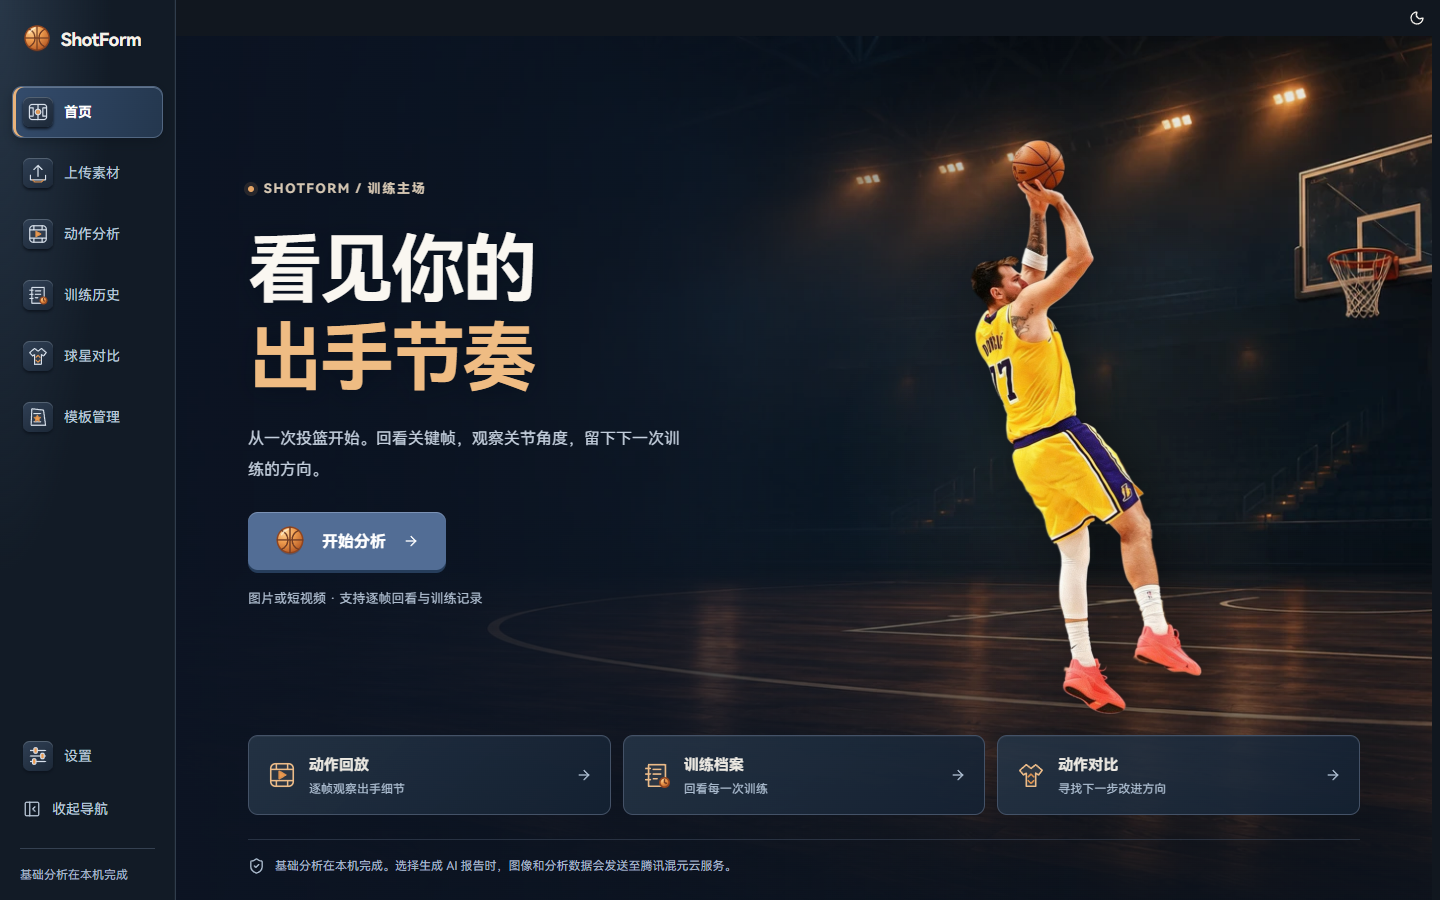 ShotForm
首页
上传素材
动作分析
训练历史
球星对比
模板管理
设置
收起导航
基础分析在本机完成
SHOTFORM / 训练主场
看见你的
出手节奏
从一次投篮开始。回看关键帧，观察关节角度，留下下一次训
练的方向。
开始分析
图片或短视频 · 支持逐帧回看与训练记录
77
动作回放
逐帧观察出手细节
训练档案
回看每一次训练
动作对比
寻找下一步改进方向
基础分析在本机完成。选择生成 AI 报告时，图像和分析数据会发送至腾讯混元云服务。